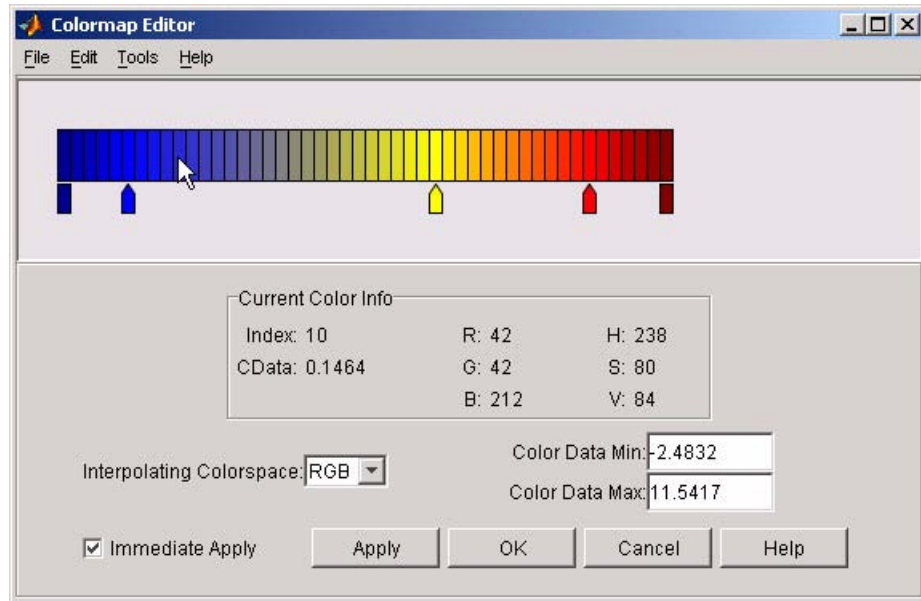 Colormap Editor
File Edit Tools Help
Current Color Info
Index: 10 R: 42 H: 238
CData: 0.1464 G: 42 S: 80
B: 212 V: 84
Interpolating Colorspace: RGB
Color Data Min: -2.4832
Color Data Max: 11.5417
Immediate Apply Apply OK Cancel Help